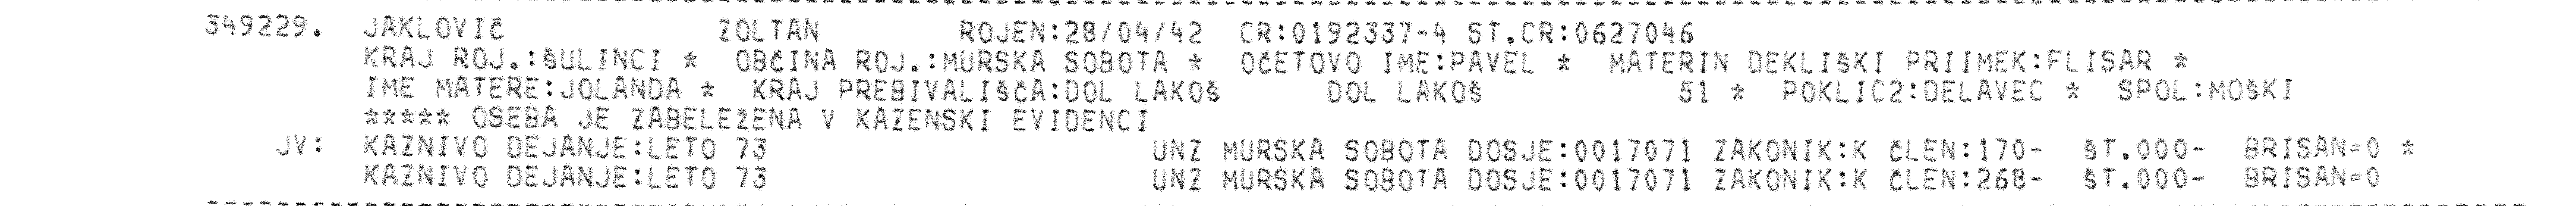 349229. JAKLOVIČ ZOLTAN ROJEN:28/04/42 CR:0192337-4 ST.CR:0627046
KRAJ ROJ.:ŠULINCI * OBČINA ROJ.:MURSKA SOBOTA * OČETOVO IME:PAVEL * MATERIN DEKLIŠKI PRIIMEK:FLISAR *
IME MATERE:JOLANDA * KRAJ PREBIVALIŠČA:DOL LAKOŠ DOL LAKOŠ 51 * POKLIC2:DELAVEC * SPOL:MOŠKI
***** OSEBA JE ZABELEŽENA V KAZENSKI EVIDENCI
JV: KAZNIVO DEJANJE:LETO 73 UNZ MURSKA SOBOTA DOSJE:0017071 ZAKONIK:K ČLEN:170- ŠT.000- BRISAN=0 *
KAZNIVO DEJANJE:LETO 73 UNZ MURSKA SOBOTA DOSJE:0017071 ZAKONIK:K ČLEN:268- ŠT.000- BRISAN=0